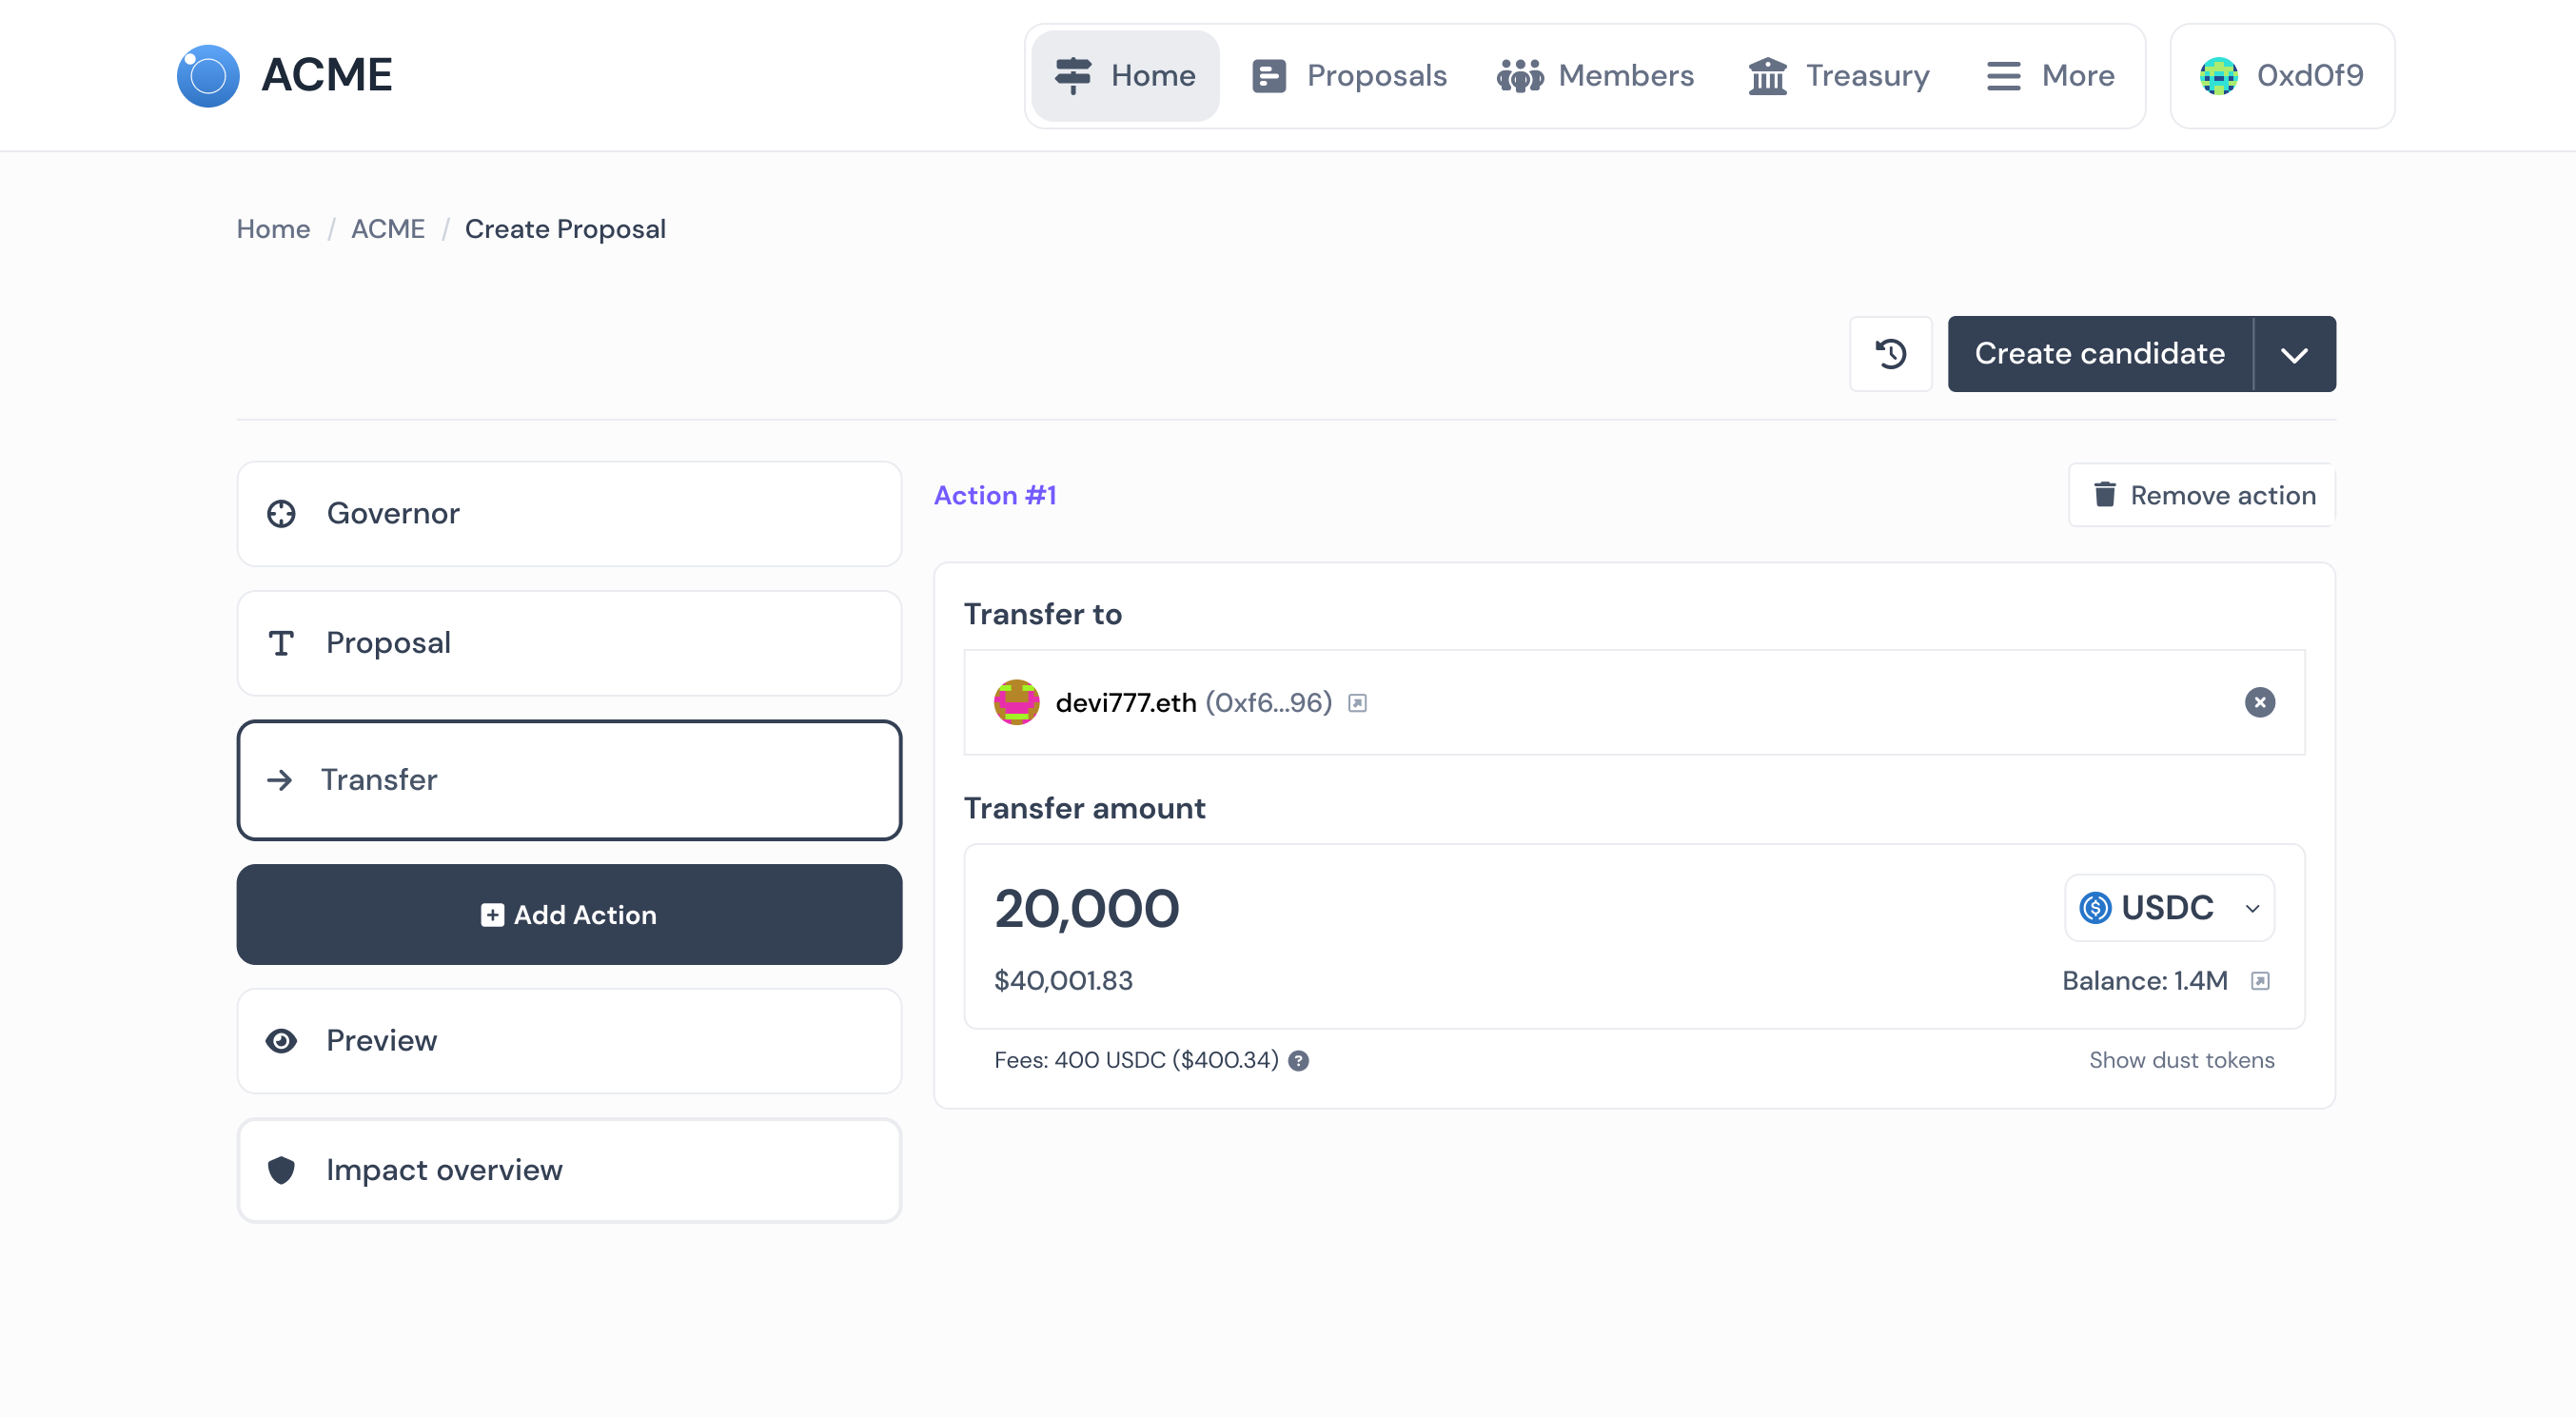 ACME
Home
Proposals
Members
Treasury
More
0xd0f9
Home / ACME / Create Proposal
Create candidate
Governor
Proposal
Transfer
Add Action
Preview
Impact overview
Action #1
Remove action
Transfer to
devi777.eth (0xf6...96)
Transfer amount
20,000
USDC
$40,001.83
Balance: 1.4M
Fees: 400 USDC ($400.34)
Show dust tokens